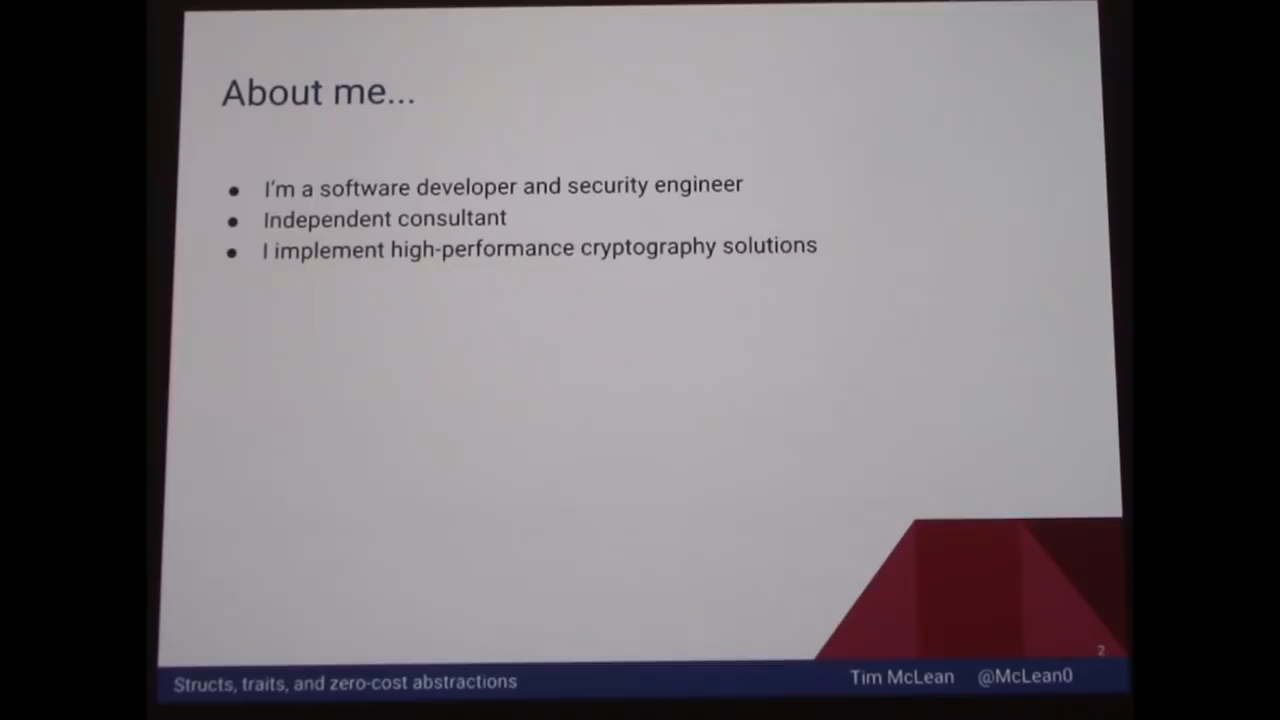 About me...
● I'm a software developer and security engineer
● Independent consultant
● I implement high-performance cryptography solutions
2
Structs, traits, and zero-cost abstractions
Tim McLean @McLean0